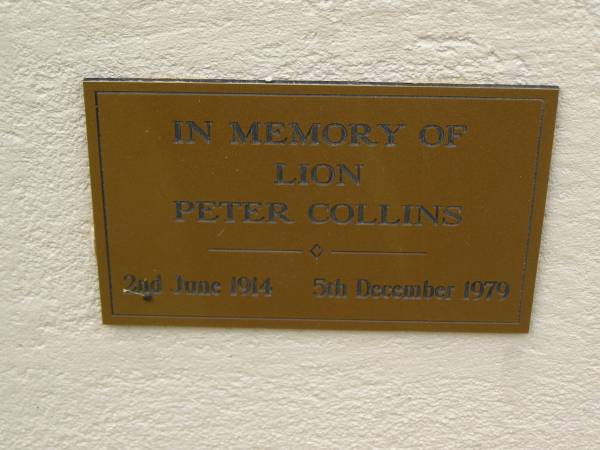 IN MEMORY OF
LION
PETER COLLINS
2nd June 1914 5th December 1979